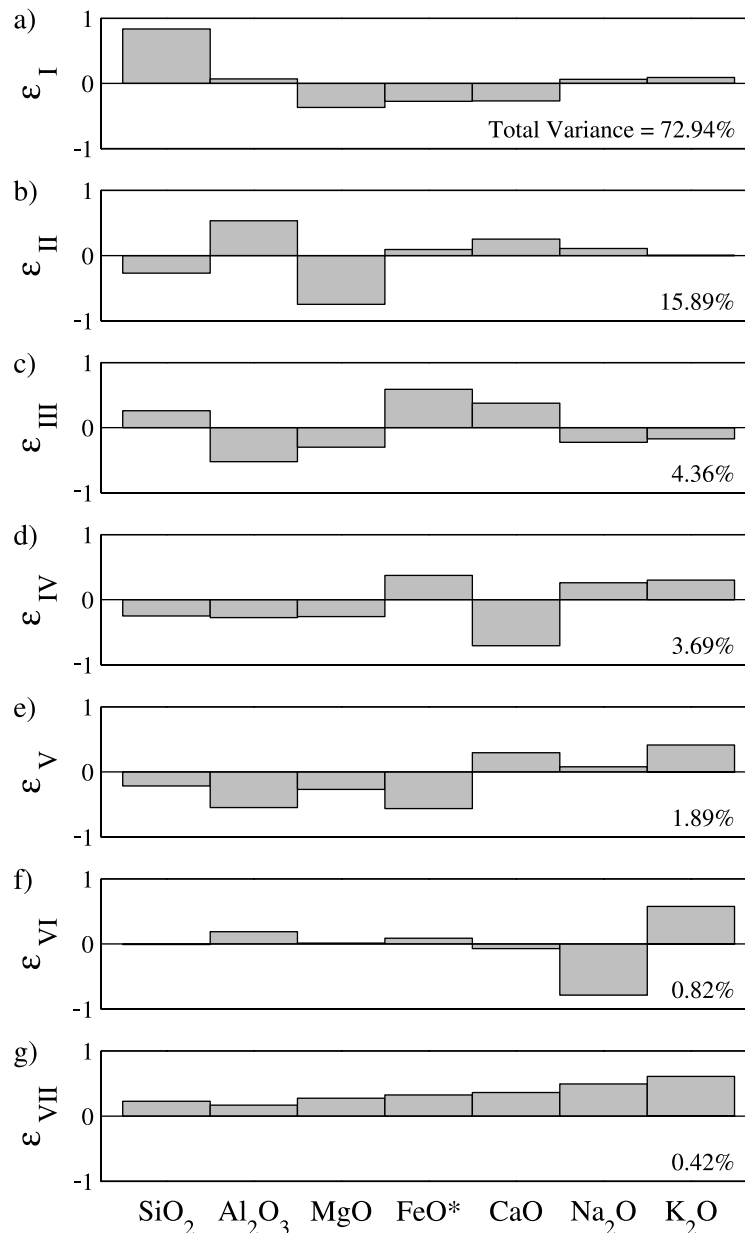 a)
1
0
-1
ε I
Total Variance = 72.94%
b)
1
0
-1
ε II
15.89%
c)
1
0
-1
ε III
4.36%
d)
1
0
-1
ε IV
3.69%
e)
1
0
-1
ε V
1.89%
f)
1
0
-1
ε VI
0.82%
g)
1
0
-1
ε VII
0.42%
SiO₂ Al₂O₃ MgO FeO* CaO Na₂O K₂O